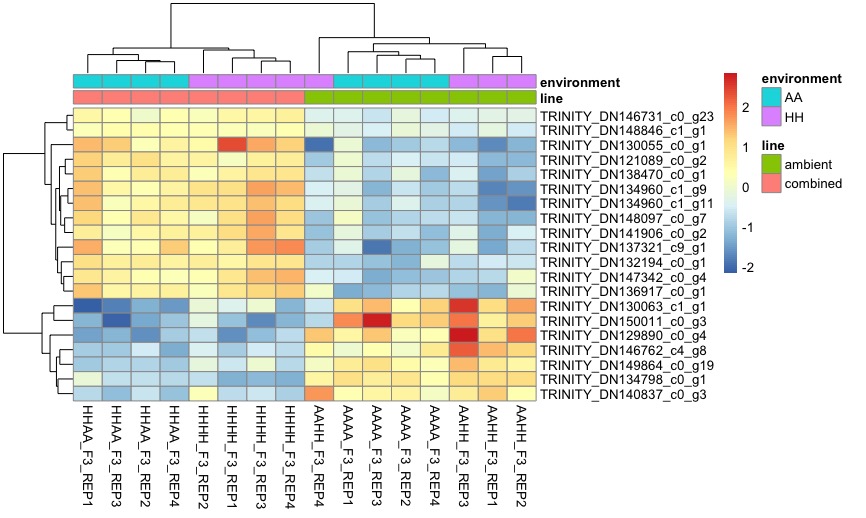 environment
line
TRINITY_DN146731_c0_g23
TRINITY_DN148846_c1_g1
TRINITY_DN130055_c0_g1
TRINITY_DN121089_c0_g2
TRINITY_DN138470_c0_g1
TRINITY_DN134960_c1_g9
TRINITY_DN134960_c1_g11
TRINITY_DN148097_c0_g7
TRINITY_DN141906_c0_g2
TRINITY_DN137321_c9_g1
TRINITY_DN132194_c0_g1
TRINITY_DN147342_c0_g4
TRINITY_DN136917_c0_g1
TRINITY_DN130063_c1_g1
TRINITY_DN150011_c0_g3
TRINITY_DN129890_c0_g4
TRINITY_DN146762_c4_g8
TRINITY_DN149864_c0_g19
TRINITY_DN134798_c0_g1
TRINITY_DN140837_c0_g3
HHAA_F3_REP1
HHAA_F3_REP3
HHAA_F3_REP2
HHAA_F3_REP4
HHHH_F3_REP2
HHHH_F3_REP1
HHHH_F3_REP3
HHHH_F3_REP4
AAHH_F3_REP4
AAAA_F3_REP1
AAAA_F3_REP3
AAAA_F3_REP2
AAAA_F3_REP4
AAHH_F3_REP3
AAHH_F3_REP1
AAHH_F3_REP2
2
1
0
-1
-2
environment
AA
HH
line
ambient
combined